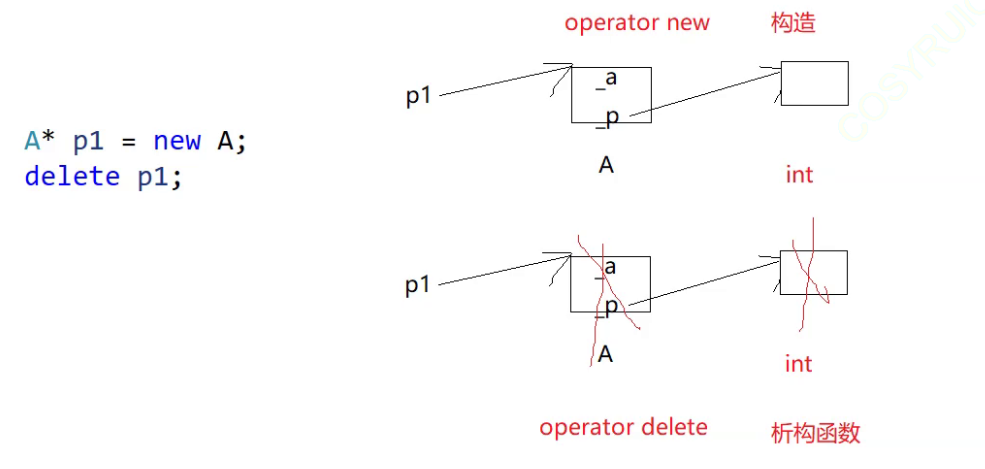 operator new 构造
_a
p1
_p
A* p1 = new A;
A
int
delete p1;
_a
p1
_p
A
int
operator delete 析构函数
COSYRUK